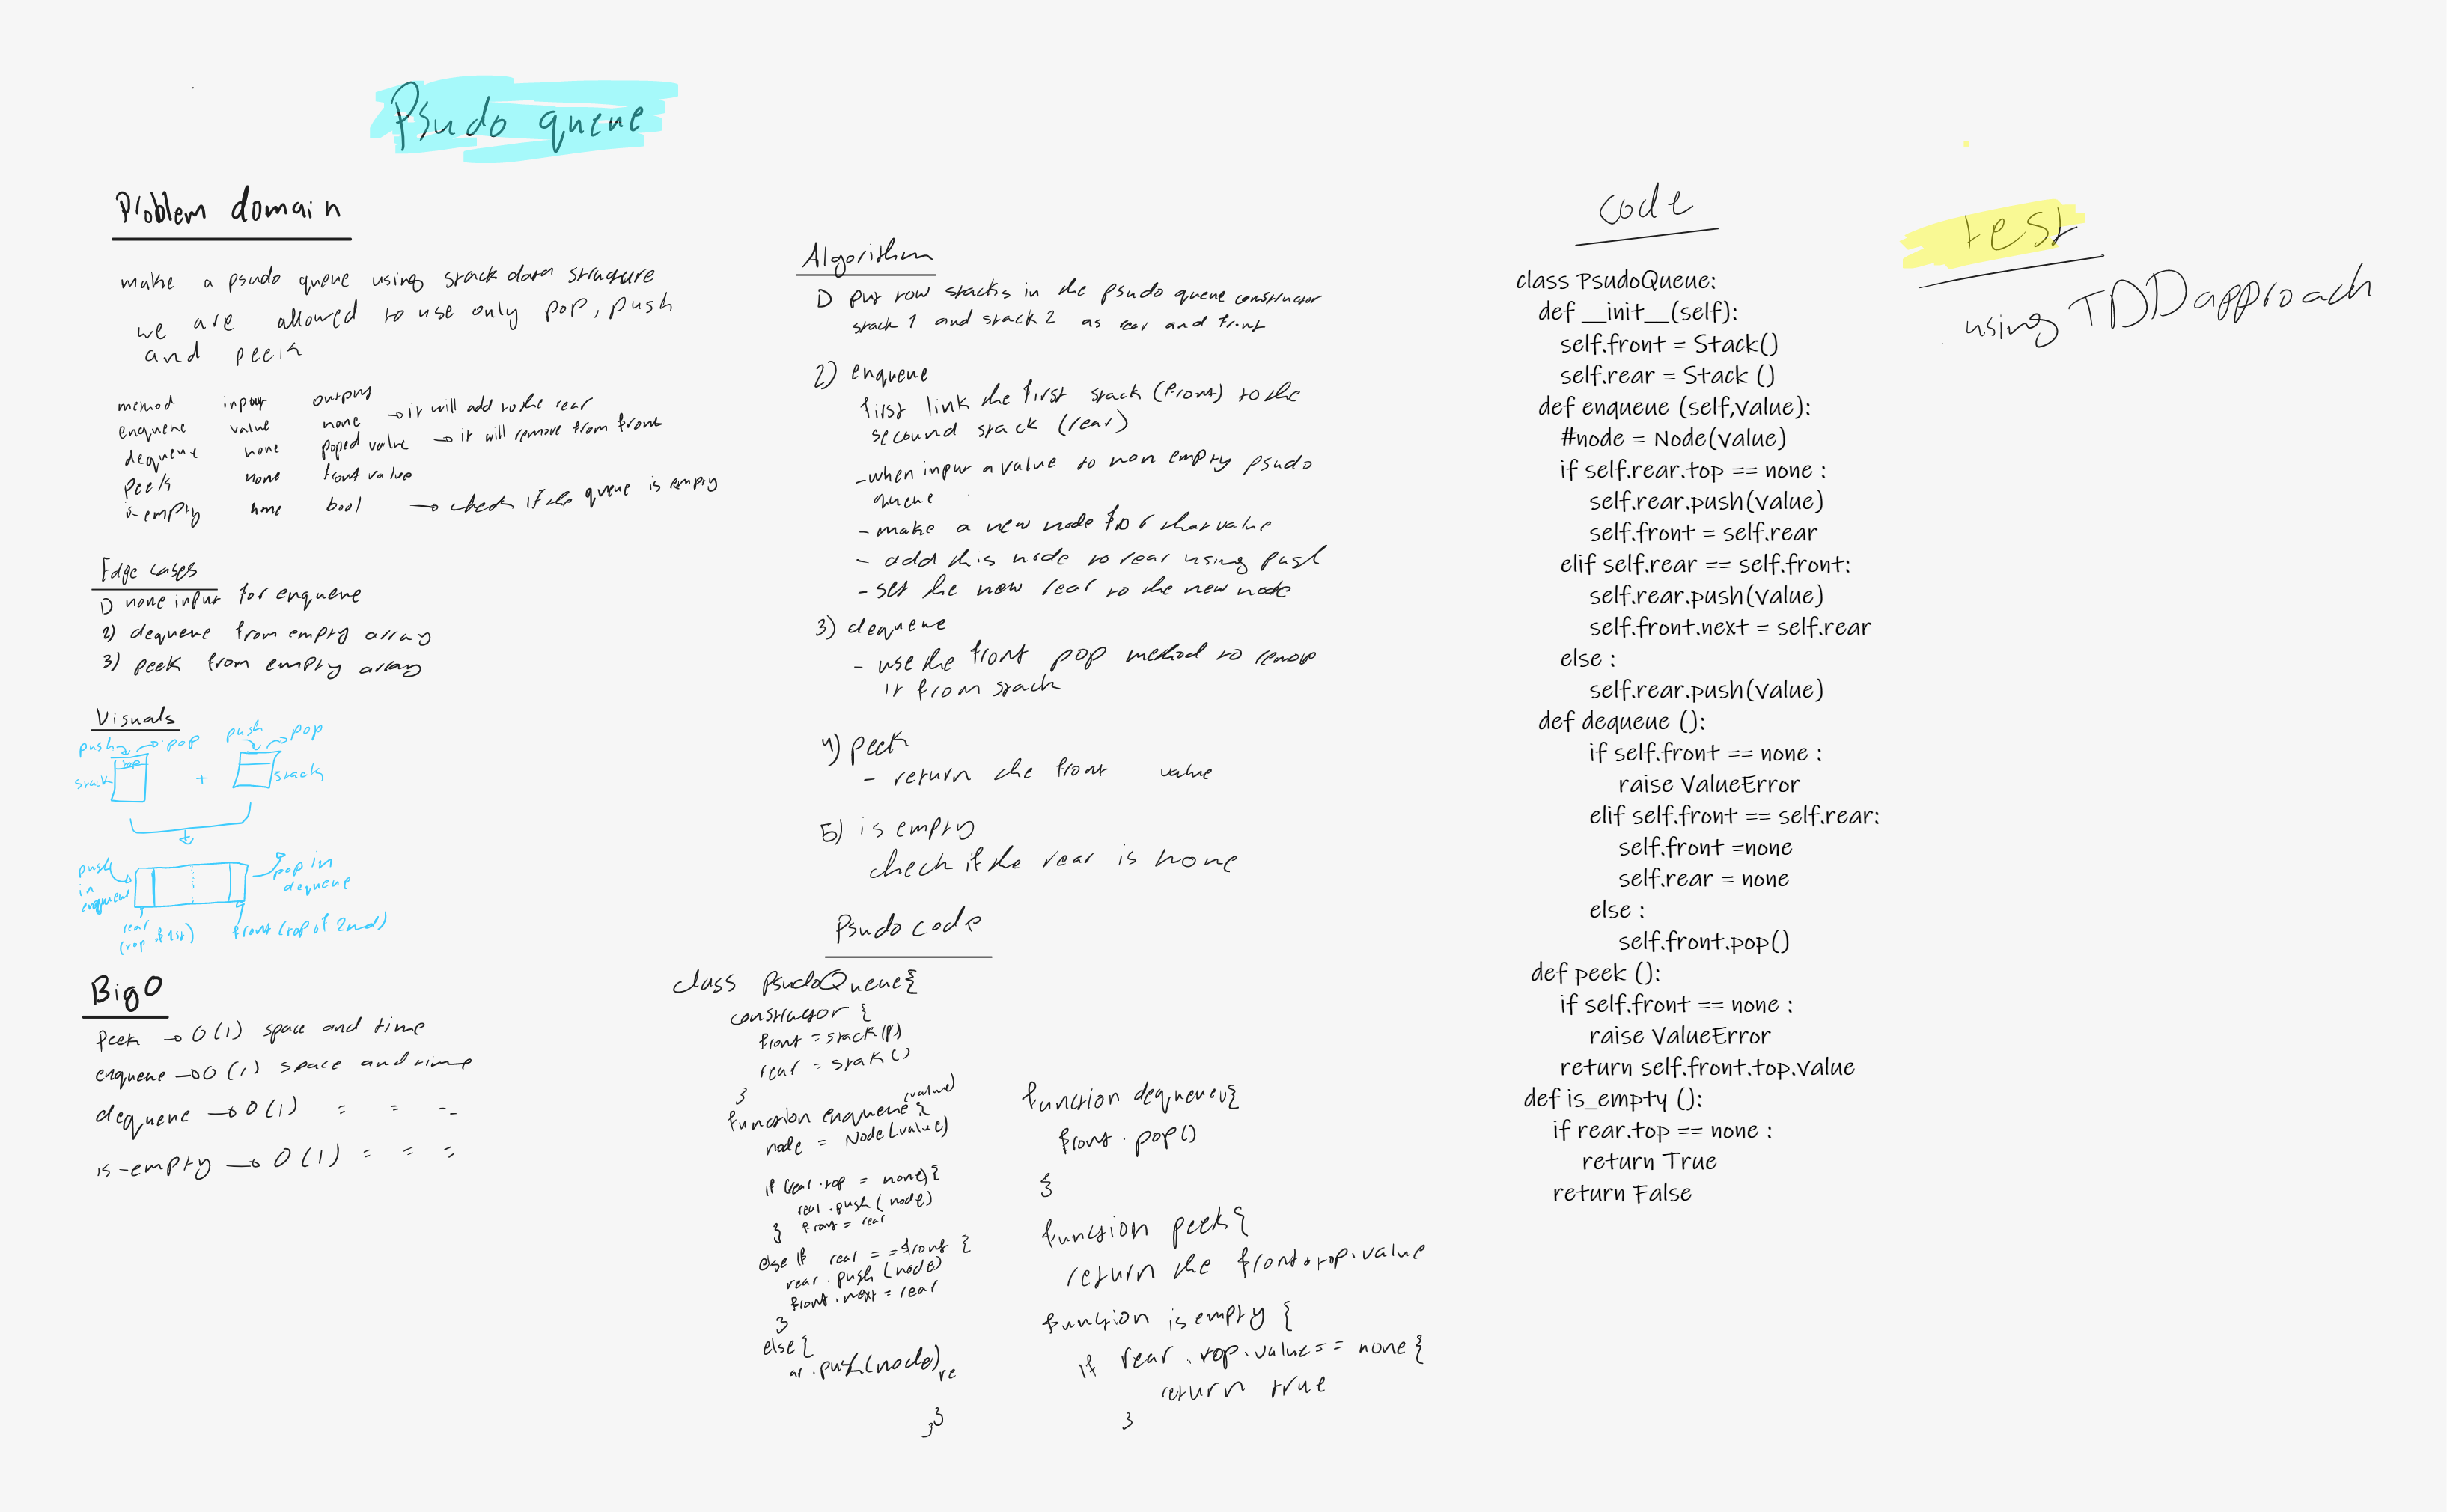 Psudo queue
Problem domain
make a psudo queue using stack data structure
we are allowed to use only pop, push
and peek
method input output
enqueue value none → it will add to the rear
dequeue none poped value → it will remove from front
peek none front value
is-empty none bool → check if the queue is empty
Edge cases
1) none input for enqueue
2) dequeue from empty array
3) peek from empty array
Visuals
push pop push pop
top
stack + stack
push in enqueue
pop in dequeue
rear (top of 1st)
front (top of 2nd)
Big O
Peek → O(1) space and time
enqueue → O(1) space and time
dequeue → O(1) = = =
is-empty → O(1) = = =
Algorithm
1) put tow stacks in the psudo queue constructor
stack 1 and stack 2 as rear and front
2) enqueue
first link the first stack (front) to the
secound stack (rear)
- when input a value to non empty psudo
queue
- make a new node for that value
- add this node to rear using push
- set the new rear to the new node
3) dequeue
- use the front pop method to remove
it from stack
4) peek
- return the front value
5) is empty
check if the rear is none
Psudo code
class PsudoQueue{
constructor {
front = stack()
rear = stak()
}
function enqueue (value) {
node = Node(value)
if (rear.top = none){
rear.push(node)
} front = rear
else if rear == front {
rear.push(node)
front.next = rear
}
else{
ar.push(node) re
}}
function dequeue {
front.pop()
}
function peek{
return the front.top.value
function is empty {
if rear.top.value == none {
return true
}
code
class PsudoQueue:
def __init__(self):
self.front = Stack()
self.rear = Stack ()
def enqueue (self,value):
#node = Node(value)
if self.rear.top == none :
self.rear.push(value)
self.front = self.rear
elif self.rear == self.front:
self.rear.push(value)
self.front.next = self.rear
else :
self.rear.push(value)
def dequeue ():
if self.front == none :
raise ValueError
elif self.front == self.rear:
self.front =none
self.rear = none
else :
self.front.pop()
def peek ():
if self.front == none :
raise ValueError
return self.front.top.value
def is_empty ():
if rear.top == none :
return True
return False
test
using TDD approach